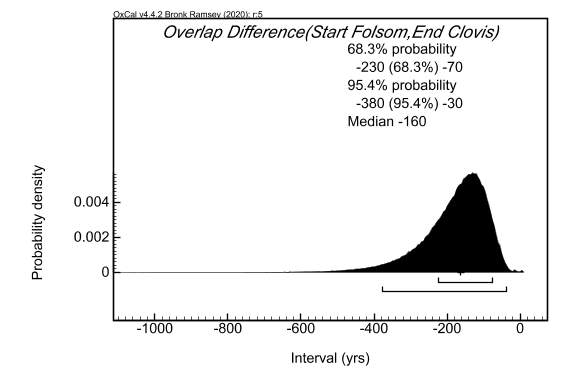 OxCal v4.4.2 Bronk Ramsey (2020); r:5
Overlap Difference(Start Folsom,End Clovis)
68.3% probability
-230 (68.3%) -70
95.4% probability
-380 (95.4%) -30
Median -160
Probability density
0.004
0.002
0
-1000 -800 -600 -400 -200 0
Interval (yrs)